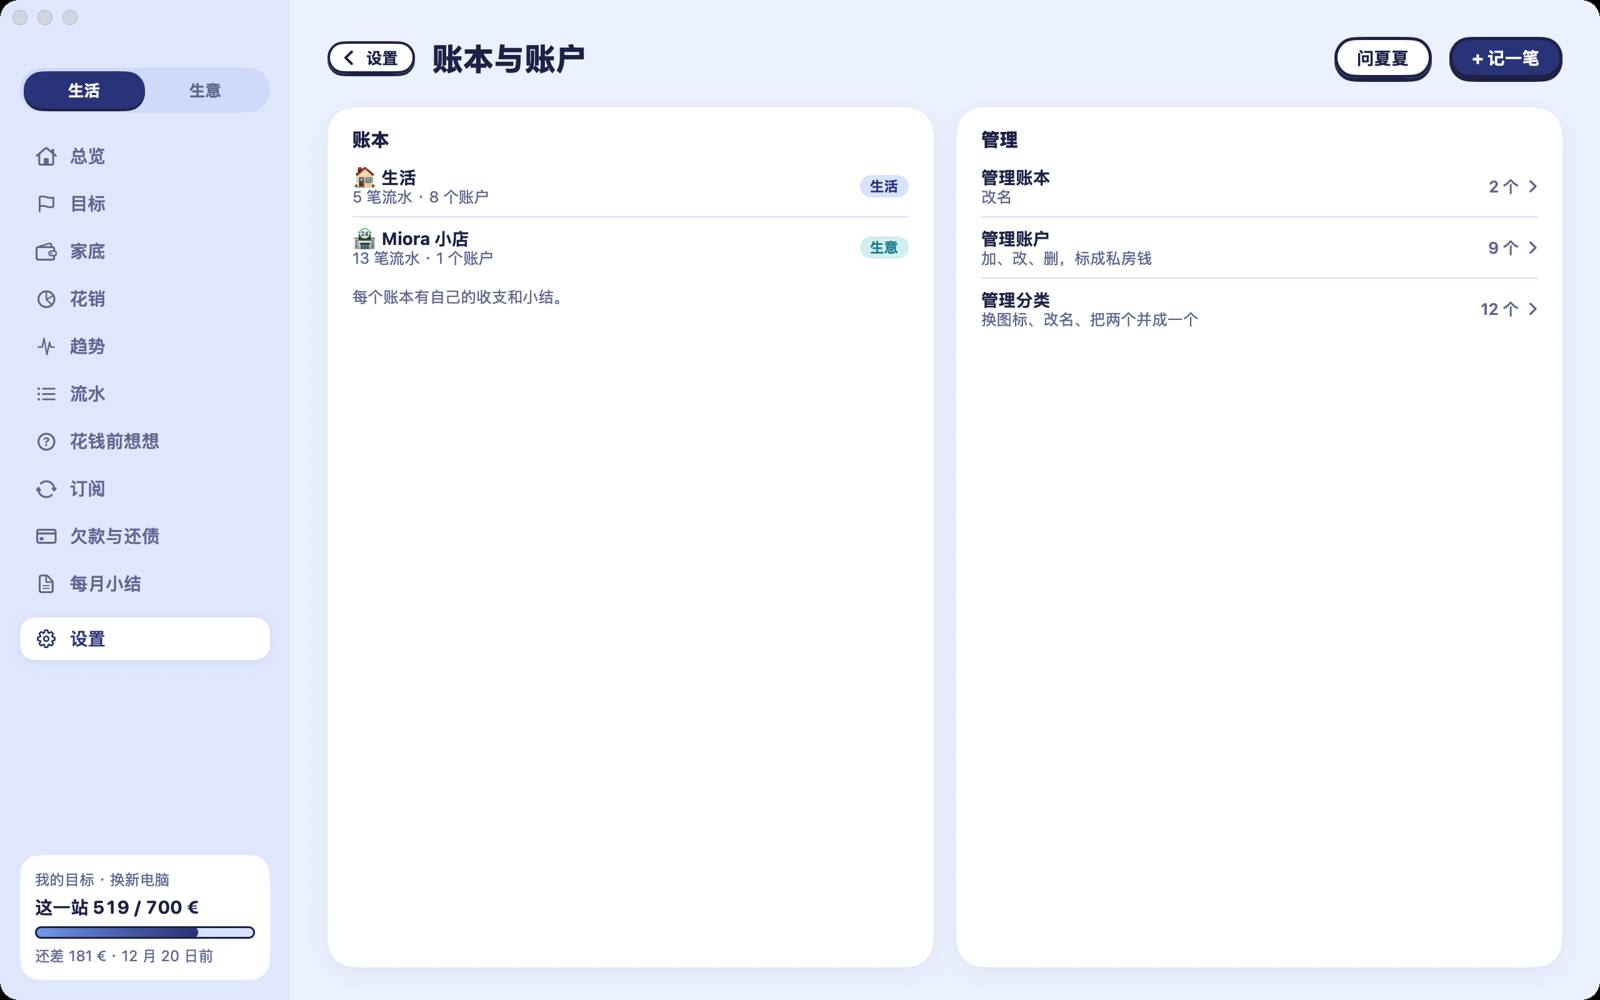 生活
生意
总览
目标
家底
花销
趋势
流水
花钱前想想
订阅
欠款与还债
每月小结
设置
我的目标 · 换新电脑
这一站 519 / 700 €
还差 181 € · 12 月 20 日前
设置
账本与账户
问夏夏
+ 记一笔
账本
生活
5 笔流水 · 8 个账户
生活
24
Miora 小店
13 笔流水 · 1 个账户
生意
每个账本有自己的收支和小结。
管理
管理账本
改名
2 个
管理账户
加、改、删，标成私房钱
9 个
管理分类
换图标、改名、把两个并成一个
12 个